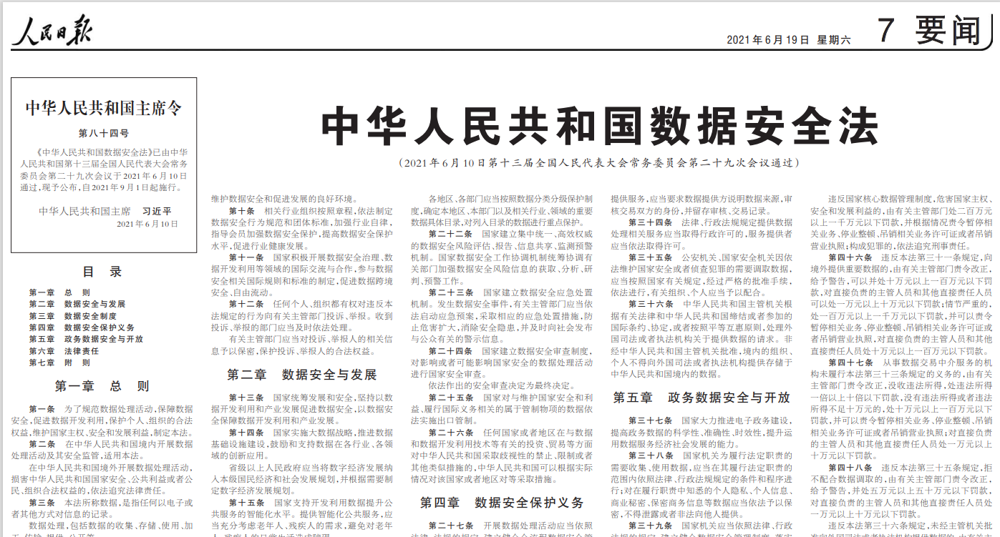 人民日报
2021年6月19日 星期六
7 要闻
中华人民共和国主席令
第八十四号
《中华人民共和国数据安全法》已由中华
人民共和国第十三届全国人民代表大会常务
委员会第二十九次会议于2021年6月10日
通过,现予公布,自2021年9月1日起施行。
中华人民共和国主席 习近平
2021年6月10日
中华人民共和国数据安全法
(2021年6月10日第十三届全国人民代表大会常务委员会第二十九次会议通过)
目 录
第一章 总 则
第二章 数据安全与发展
第三章 数据安全制度
第四章 数据安全保护义务
第五章 政务数据安全与开放
第六章 法律责任
第七章 附 则
第一章 总 则
第一条 为了规范数据处理活动,保障数据
安全,促进数据开发利用,保护个人、组织的合法
权益,维护国家主权、安全和发展利益,制定本法。
第二条 在中华人民共和国境内开展数据
处理活动及其安全监管,适用本法。
在中华人民共和国境外开展数据处理活动,
损害中华人民共和国国家安全、公共利益或者公
民、组织合法权益的,依法追究法律责任。
第三条 本法所称数据,是指任何以电子或
者其他方式对信息的记录。
数据处理,包括数据的收集、存储、使用、加
维护数据安全和促进发展的良好环境。
第十条 相关行业组织按照章程,依法制定
数据安全行为规范和团体标准,加强行业自律,
指导会员加强数据安全保护,提高数据安全保护
水平,促进行业健康发展。
第十一条 国家积极开展数据安全治理、数
据开发利用等领域的国际交流与合作,参与数据
安全相关国际规则和标准的制定,促进数据跨境
安全、自由流动。
第十二条 任何个人、组织都有权对违反本
法规定的行为向有关主管部门投诉、举报。收到
投诉、举报的部门应当及时依法处理。
有关主管部门应当对投诉、举报人的相关信
息予以保密,保护投诉、举报人的合法权益。
第二章 数据安全与发展
第十三条 国家统筹发展和安全,坚持以数
据开发利用和产业发展促进数据安全,以数据安
全保障数据开发利用和产业发展。
第十四条 国家实施大数据战略,推进数据
基础设施建设,鼓励和支持数据在各行业、各领
域的创新应用。
省级以上人民政府应当将数字经济发展纳
入本级国民经济和社会发展规划,并根据需要制
定数字经济发展规划。
第十五条 国家支持开发利用数据提升公
共服务的智能化水平。提供智能化公共服务,应
当充分考虑老年人、残疾人的需求,避免对老年
各地区、各部门应当按照数据分类分级保护制
度,确定本地区、本部门以及相关行业、领域的重要
数据具体目录,对列入目录的数据进行重点保护。
第二十二条 国家建立集中统一、高效权威
的数据安全风险评估、报告、信息共享、监测预警
机制。国家数据安全工作协调机制统筹协调有
关部门加强数据安全风险信息的获取、分析、研
判、预警工作。
第二十三条 国家建立数据安全应急处置
机制。发生数据安全事件,有关主管部门应当依
法启动应急预案,采取相应的应急处置措施,防
止危害扩大,消除安全隐患,并及时向社会发布
与公众有关的警示信息。
第二十四条 国家建立数据安全审查制度,
对影响或者可能影响国家安全的数据处理活动
进行国家安全审查。
依法作出的安全审查决定为最终决定。
第二十五条 国家对与维护国家安全和利
益、履行国际义务相关的属于管制物项的数据依
法实施出口管制。
第二十六条 任何国家或者地区在与数据
和数据开发利用技术等有关的投资、贸易等方面
对中华人民共和国采取歧视性的禁止、限制或者
其他类似措施的,中华人民共和国可以根据实际
情况对该国家或者地区对等采取措施。
第四章 数据安全保护义务
第二十七条 开展数据处理活动应当依照
提供服务,应当要求数据提供方说明数据来源,审
核交易双方的身份,并留存审核、交易记录。
第三十四条 法律、行政法规规定提供数据
处理相关服务应当取得行政许可的,服务提供者
应当依法取得许可。
第三十五条 公安机关、国家安全机关因依
法维护国家安全或者侦查犯罪的需要调取数据,
应当按照国家有关规定,经过严格的批准手续,
依法进行,有关组织、个人应当予以配合。
第三十六条 中华人民共和国主管机关根
据有关法律和中华人民共和国缔结或者参加的
国际条约、协定,或者按照平等互惠原则,处理外
国司法或者执法机构关于提供数据的请求。非
经中华人民共和国主管机关批准,境内的组织、
个人不得向外国司法或者执法机构提供存储于
中华人民共和国境内的数据。
第五章 政务数据安全与开放
第三十七条 国家大力推进电子政务建设,
提高政务数据的科学性、准确性、时效性,提升运
用数据服务经济社会发展的能力。
第三十八条 国家机关为履行法定职责的
需要收集、使用数据,应当在其履行法定职责的
范围内依照法律、行政法规规定的条件和程序进
行;对在履行职责中知悉的个人隐私、个人信息、
商业秘密、保密商务信息等数据应当依法予以保
密,不得泄露或者非法向他人提供。
第三十九条 国家机关应当依照法律、行政
违反国家核心数据管理制度,危害国家主权、
安全和发展利益的,由有关主管部门处二百万元
以上一千万元以下罚款,并根据情况责令暂停相
关业务、停业整顿、吊销相关业务许可证或者吊销
营业执照;构成犯罪的,依法追究刑事责任。
第四十六条 违反本法第三十一条规定,向
境外提供重要数据的,由有关主管部门责令改正,
给予警告,可以并处十万元以上一百万元以下罚
款,对直接负责的主管人员和其他直接责任人员
可以处一万元以上十万元以下罚款;情节严重的,
处一百万元以上一千万元以下罚款,并可以责令
暂停相关业务、停业整顿、吊销相关业务许可证或
者吊销营业执照,对直接负责的主管人员和其他
直接责任人员处十万元以上一百万元以下罚款。
第四十七条 从事数据交易中介服务的机
构未履行本法第三十三条规定的义务的,由有关
主管部门责令改正,没收违法所得,处违法所得
一倍以上十倍以下罚款,没有违法所得或者违法
所得不足十万元的,处十万元以上一百万元以下
罚款,并可以责令暂停相关业务、停业整顿、吊销
相关业务许可证或者吊销营业执照;对直接负责
的主管人员和其他直接责任人员处一万元以上
十万元以下罚款。
第四十八条 违反本法第三十五条规定,拒
不配合数据调取的,由有关主管部门责令改正,
给予警告,并处五万元以上五十万元以下罚款,
对直接负责的主管人员和其他直接责任人员处
一万元以上十万元以下罚款。
违反本法第三十六条规定,未经主管机关批